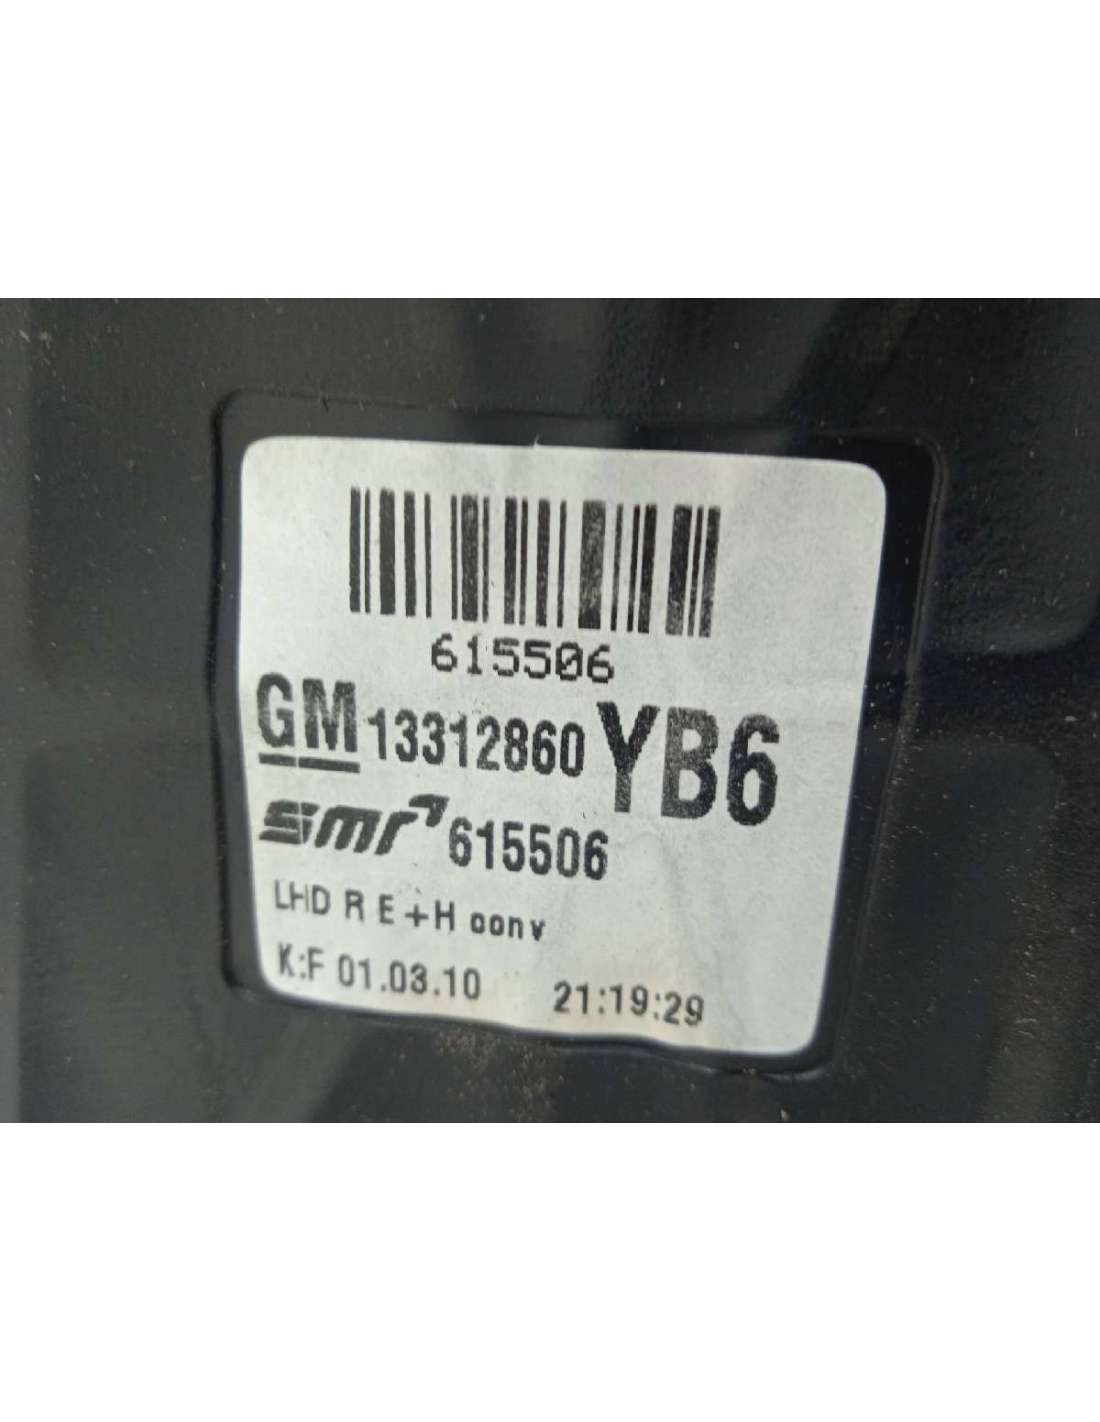 615506
GM 13312860 YB6
smr 615506
LHD R E+H conv
K:F 01.03.10 21:19:29